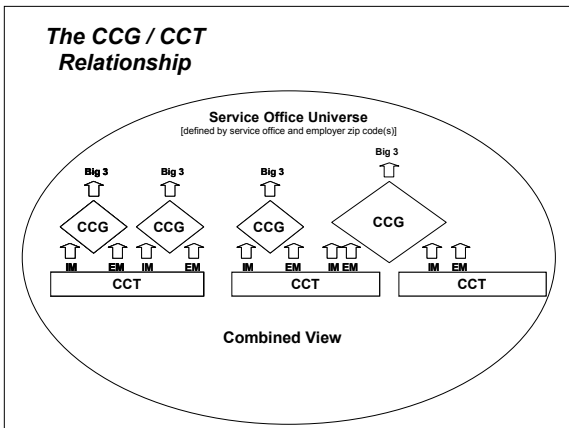 The CCG / CCT
Relationship
Service Office Universe
[defined by service office and employer zip code(s)]
Big 3
Big 3
Big 3
Big 3
CCG
CCG
CCG
CCG
IM
EM
IM
EM
IM
EM
IM
EM
IM
EM
CCT
CCT
CCT
Combined View